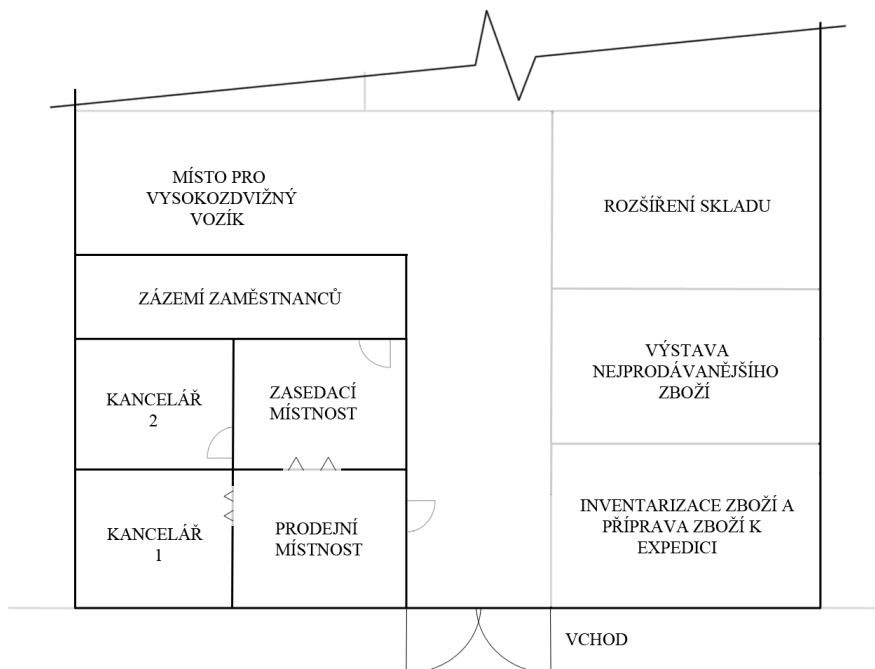 MÍSTO PRO
VYSOKOZDVIŽNÝ
VOZÍK
ROZŠÍŘENÍ SKLADU
ZÁZEMÍ ZAMĚSTNANCŮ
VÝSTAVA
NEJPRODÁVANĚJŠÍHO
ZBOŽÍ
KANCELÁŘ
2
ZASEDACÍ
MÍSTNOST
KANCELÁŘ
1
PRODEJNÍ
MÍSTNOST
INVENTARIZACE ZBOŽÍ A
PŘÍPRAVA ZBOŽÍ K
EXPEDICI
VCHOD